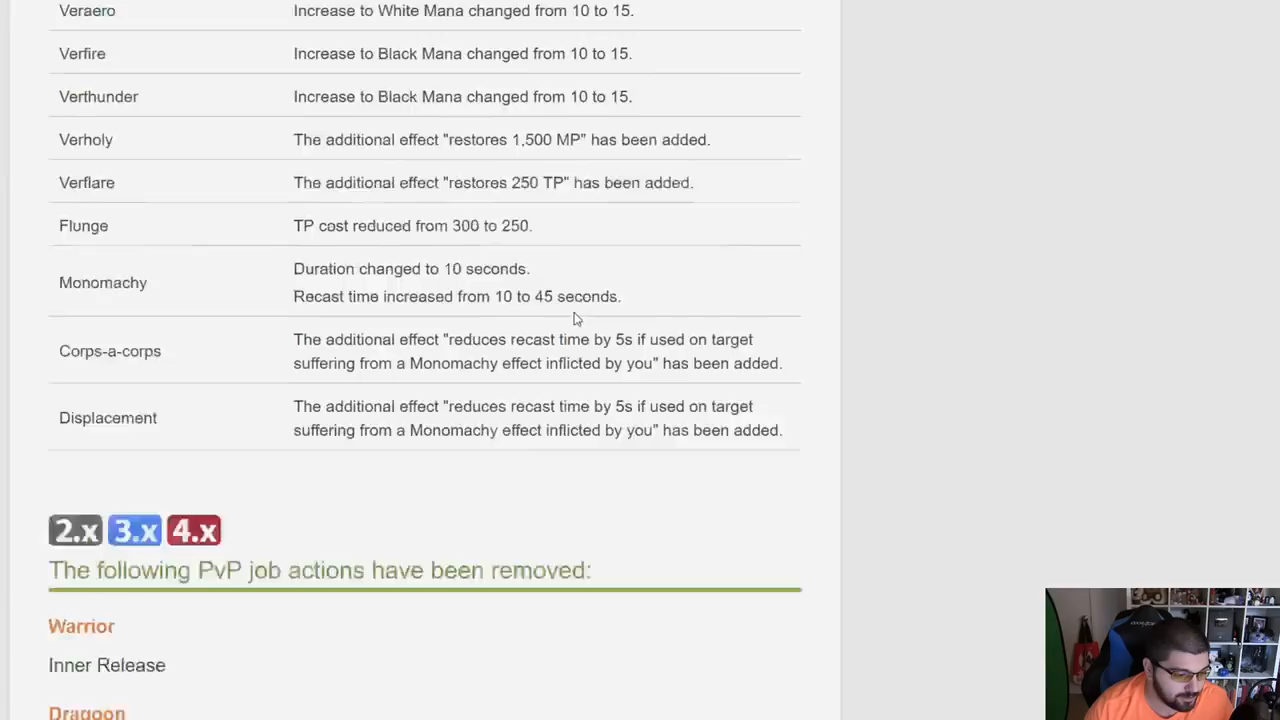 Veraero Increase to White Mana changed from 10 to 15.
Verfire Increase to Black Mana changed from 10 to 15.
Verthunder Increase to Black Mana changed from 10 to 15.
Verholy The additional effect "restores 1,500 MP" has been added.
Verflare The additional effect "restores 250 TP" has been added.
Flunge TP cost reduced from 300 to 250.
Monomachy Duration changed to 10 seconds.
Recast time increased from 10 to 45 seconds.
Corps-a-corps The additional effect "reduces recast time by 5s if used on target
suffering from a Monomachy effect inflicted by you" has been added.
Displacement The additional effect "reduces recast time by 5s if used on target
suffering from a Monomachy effect inflicted by you" has been added.
2.x 3.x 4.x
The following PvP job actions have been removed:
Warrior
Inner Release
Dragoon